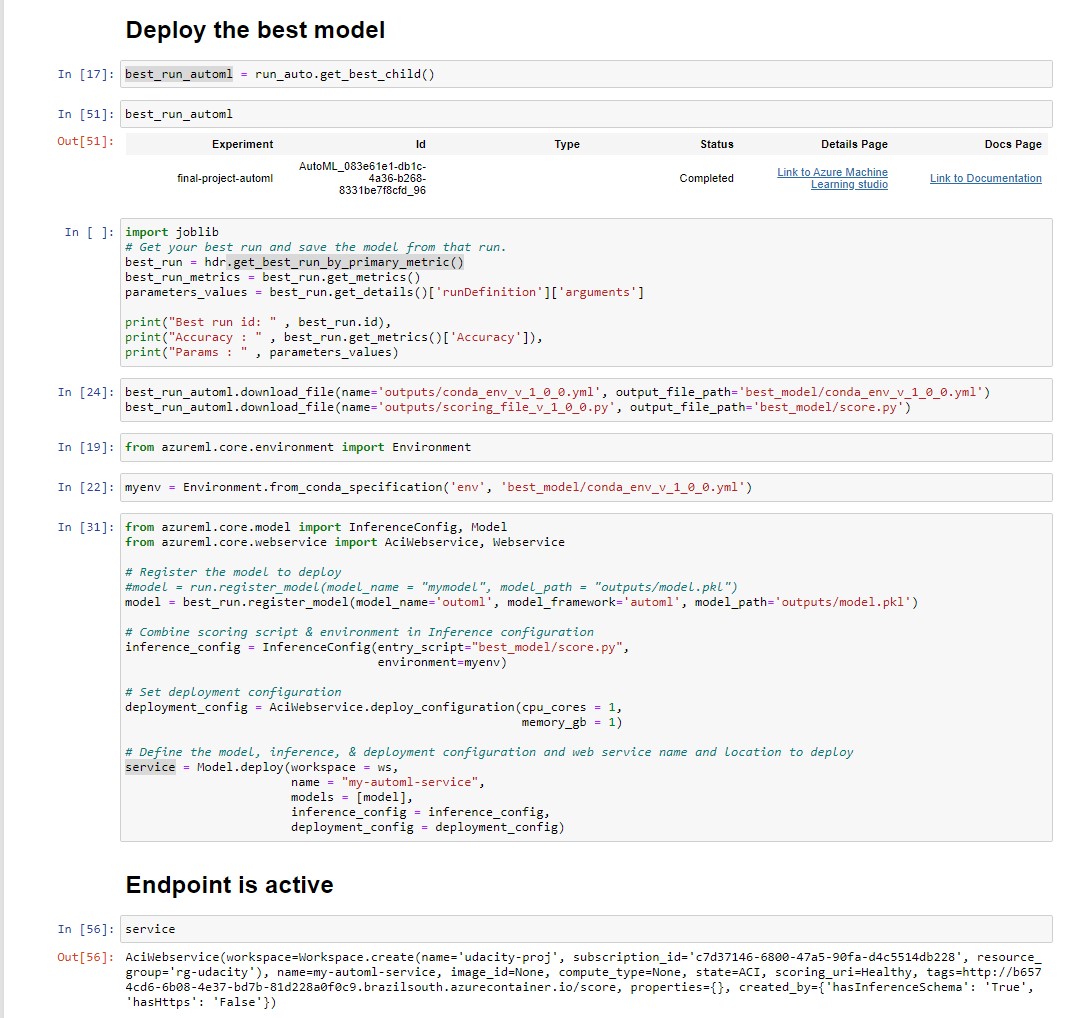 Deploy the best model
In [17]: best_run_automl = run_auto.get_best_child()
In [51]: best_run_automl
Out[51]:
Experiment Id Type Status Details Page Docs Page
final-project-automl AutoML_083e61e1-db1c-
4a36-b268-
8331be7f8cfd_96 Completed Link to Azure Machine
Learning studio Link to Documentation
In [ ]: import joblib
# Get your best run and save the model from that run.
best_run = hdr.get_best_run_by_primary_metric()
best_run_metrics = best_run.get_metrics()
parameters_values = best_run.get_details()['runDefinition']['arguments']
print("Best run id: " , best_run.id),
print("Accuracy : " , best_run.get_metrics()['Accuracy']),
print("Params : " , parameters_values)
In [24]: best_run_automl.download_file(name='outputs/conda_env_v_1_0_0.yml', output_file_path='best_model/conda_env_v_1_0_0.yml')
best_run_automl.download_file(name='outputs/scoring_file_v_1_0_0.py', output_file_path='best_model/score.py')
In [19]: from azureml.core.environment import Environment
In [22]: myenv = Environment.from_conda_specification('env', 'best_model/conda_env_v_1_0_0.yml')
In [31]: from azureml.core.model import InferenceConfig, Model
from azureml.core.webservice import AciWebservice, Webservice
# Register the model to deploy
#model = run.register_model(model_name = "mymodel", model_path = "outputs/model.pkl")
model = best_run.register_model(model_name='outoml', model_framework='automl', model_path='outputs/model.pkl')
# Combine scoring script & environment in Inference configuration
inference_config = InferenceConfig(entry_script="best_model/score.py",
environment=myenv)
# Set deployment configuration
deployment_config = AciWebservice.deploy_configuration(cpu_cores = 1,
memory_gb = 1)
# Define the model, inference, & deployment configuration and web service name and location to deploy
service = Model.deploy(workspace = ws,
name = "my-automl-service",
models = [model],
inference_config = inference_config,
deployment_config = deployment_config)
Endpoint is active
In [56]: service
Out[56]: AciWebservice(workspace=Workspace.create(name='udacity-proj', subscription_id='c7d37146-6800-47a5-90fa-d4c5514db228', resource_
group='rg-udacity'), name=my-automl-service, image_id=None, compute_type=None, state=ACI, scoring_uri=Healthy, tags=http://b657
4cd6-6b08-4e37-bd7b-81d228a0f0c9.brazilsouth.azurecontainer.io/score, properties={}, created_by={'hasInferenceSchema': 'True',
'hasHttps': 'False'})